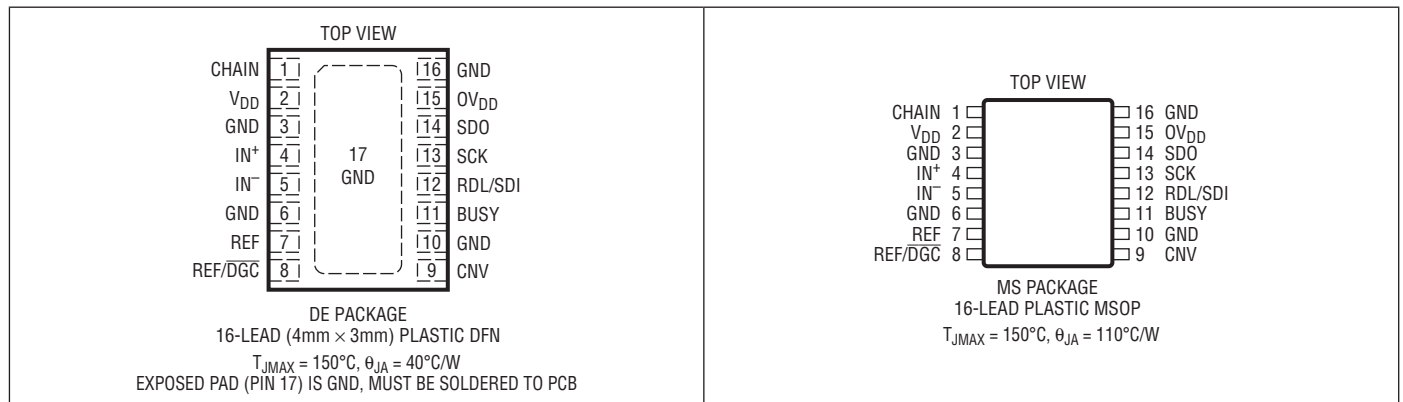 TOP VIEW
CHAIN 1 16 GND
VDD 2 15 OVDD
GND 3 14 SDO
IN+ 4 17 13 SCK
IN– 5 GND 12 RDL/SDI
GND 6 11 BUSY
REF 7 10 GND
REF/DGC 8 9 CNV
DE PACKAGE
16-LEAD (4mm × 3mm) PLASTIC DFN
TJMAX = 150°C, θJA = 40°C/W
EXPOSED PAD (PIN 17) IS GND, MUST BE SOLDERED TO PCB
TOP VIEW
CHAIN 1 16 GND
VDD 2 15 OVDD
GND 3 14 SDO
IN+ 4 13 SCK
IN– 5 12 RDL/SDI
GND 6 11 BUSY
REF 7 10 GND
REF/DGC 8 9 CNV
MS PACKAGE
16-LEAD PLASTIC MSOP
TJMAX = 150°C, θJA = 110°C/W